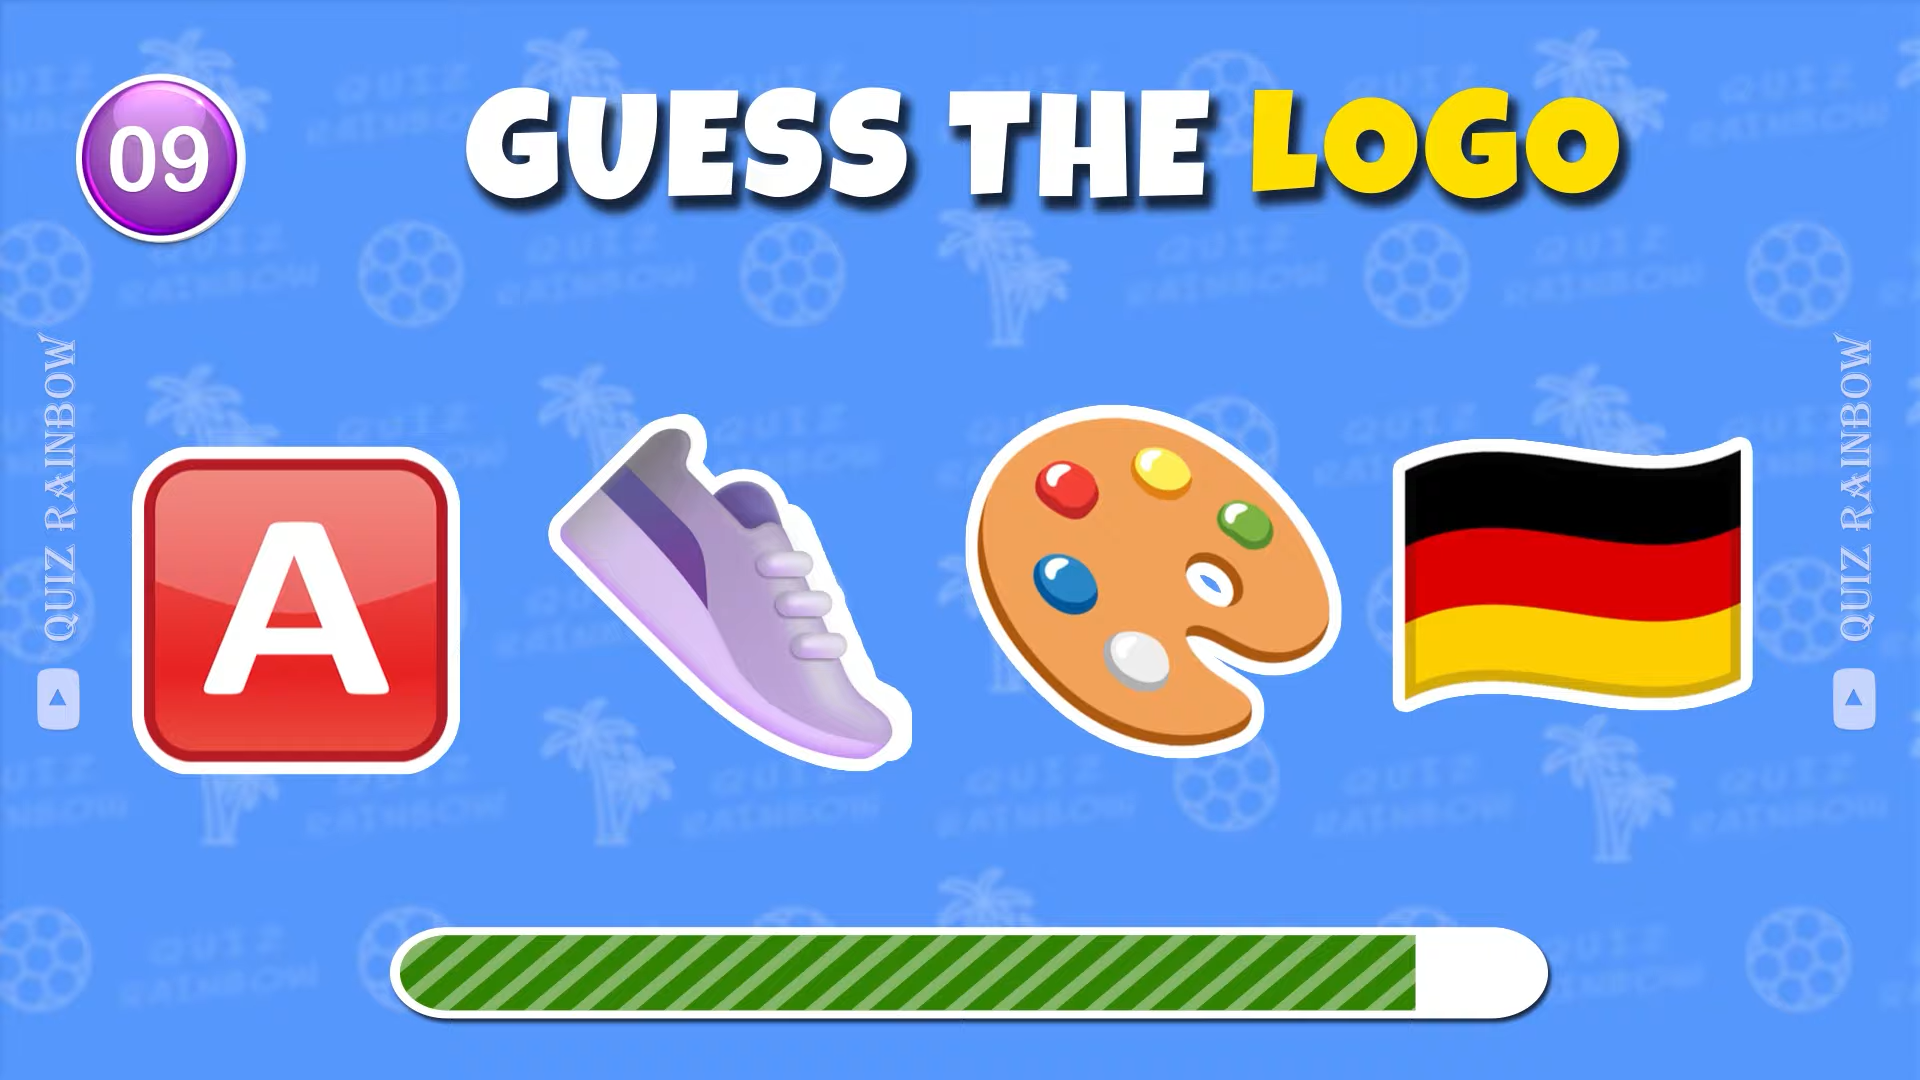 09
GUESS THE LOGO
QUIZ RAINBOW
A
QUIZ RAINBOW